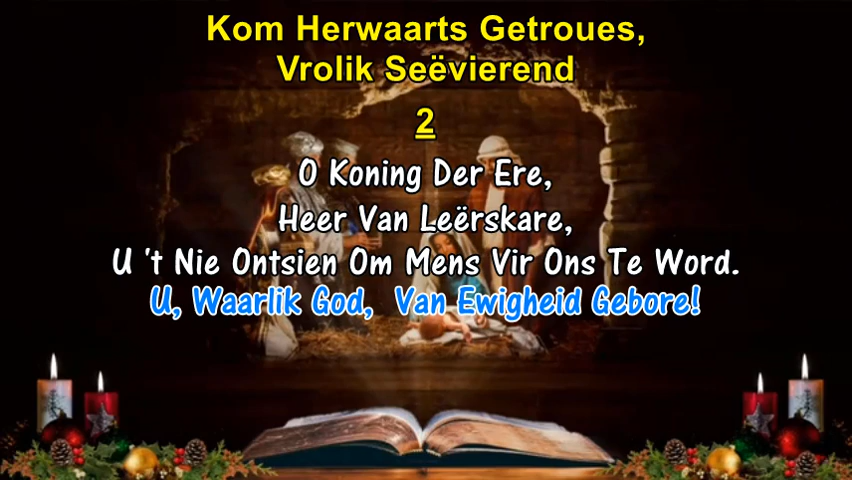 Kom Herwaarts Getroues,
Vrolik Seëvierend
2
O Koning Der Ere,
Heer Van Leërskare,
U 't Nie Ontsien Om Mens Vir Ons Te Word.
U, Waarlik God, Van Ewigheid Gebore!